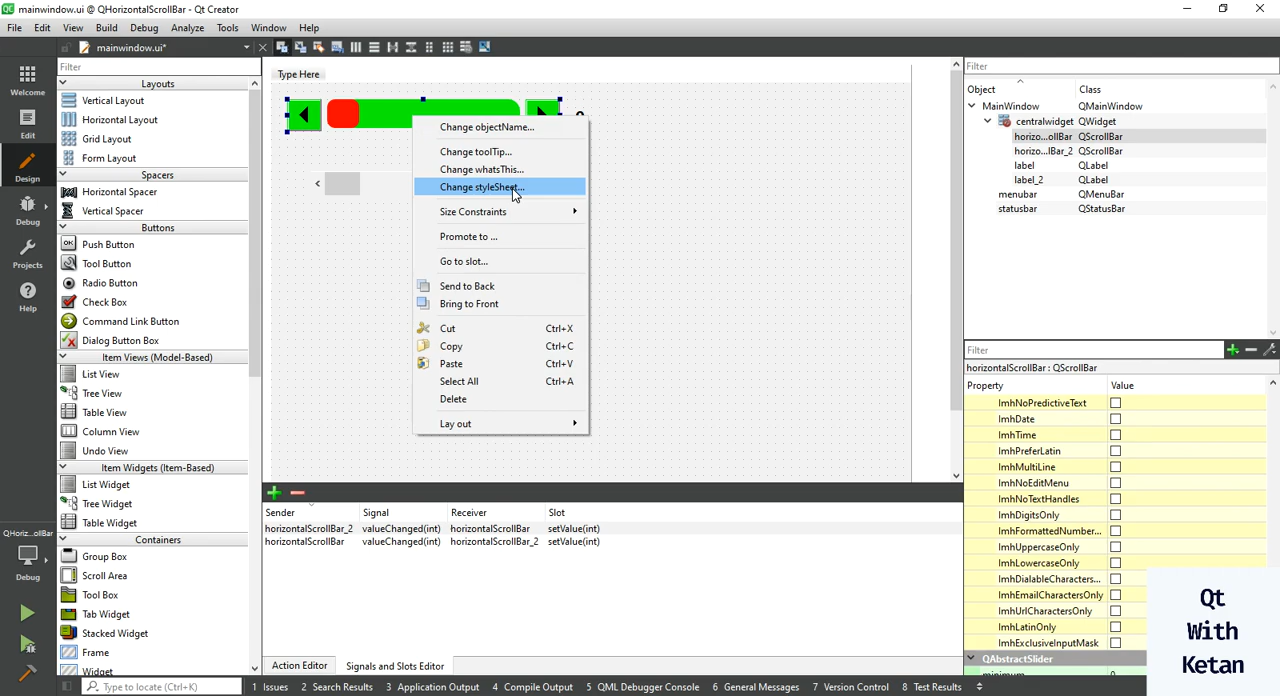 mainwindow.ui @ QHorizontalScrollBar - Qt Creator
File Edit View Build Debug Analyze Tools Window Help
mainwindow.ui*
Filter
Layouts
Vertical Layout
Horizontal Layout
Grid Layout
Form Layout
Spacers
Horizontal Spacer
Vertical Spacer
Buttons
Push Button
Tool Button
Radio Button
Check Box
Command Link Button
Dialog Button Box
Item Views (Model-Based)
List View
Tree View
Table View
Column View
Undo View
Item Widgets (Item-Based)
List Widget
Tree Widget
Table Widget
Containers
Group Box
Scroll Area
Tool Box
Tab Widget
Stacked Widget
Frame
Widget
Welcome
Edit
Design
Debug
Projects
Help
QHoriz...ollBar
Debug
Type Here
Change objectName...
Change toolTip...
Change whatsThis...
Change styleSheet...
Size Constraints
Promote to ...
Go to slot...
Send to Back
Bring to Front
Cut Ctrl+X
Copy Ctrl+C
Paste Ctrl+V
Select All Ctrl+A
Delete
Lay out
Sender Signal Receiver Slot
horizontalScrollBar_2 valueChanged(int) horizontalScrollBar setValue(int)
horizontalScrollBar valueChanged(int) horizontalScrollBar_2 setValue(int)
Action Editor Signals and Slots Editor
Filter
Object Class
MainWindow QMainWindow
centralwidget QWidget
horizo...ollBar QScrollBar
horizo...lBar_2 QScrollBar
label QLabel
label_2 QLabel
menubar QMenuBar
statusbar QStatusBar
Filter
horizontalScrollBar : QScrollBar
Property Value
ImhNoPredictiveText
ImhDate
ImhTime
ImhPreferLatin
ImhMultiLine
ImhNoEditMenu
ImhNoTextHandles
ImhDigitsOnly
ImhFormattedNumber...
ImhUppercaseOnly
ImhLowercaseOnly
ImhDialableCharacters...
ImhEmailCharactersOnly
ImhUrlCharactersOnly
ImhLatinOnly
ImhExclusiveInputMask
QAbstractSlider
minimum
Qt
With
Ketan
Type to locate (Ctrl+K) 1 Issues 2 Search Results 3 Application Output 4 Compile Output 5 QML Debugger Console 6 General Messages 7 Version Control 8 Test Results